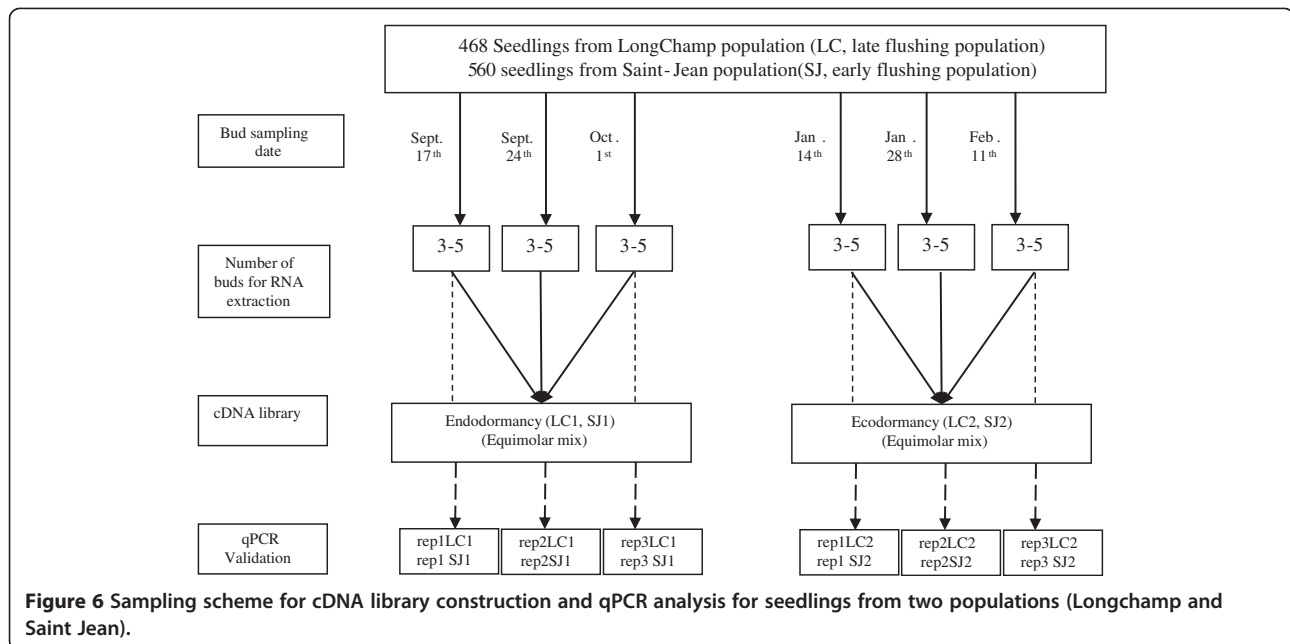 468 Seedlings from LongChamp population (LC, late flushing population)
560 seedlings from Saint-Jean population(SJ, early flushing population)
Bud sampling
date
Sept.
17th
Sept.
24th
Oct.
1st
Jan .
14th
Jan .
28th
Feb .
11th
Number of
buds for RNA
extraction
3-5
3-5
3-5
3-5
3-5
3-5
cDNA library
Endodormancy (LC1, SJ1)
(Equimolar mix)
Ecodormancy (LC2, SJ2)
(Equimolar mix)
qPCR
Validation
rep1LC1
rep1 SJ1
rep2LC1
rep2SJ1
rep3LC1
rep3 SJ1
rep1LC2
rep1 SJ2
rep2LC2
rep2SJ2
rep3LC2
rep3 SJ2
Figure 6 Sampling scheme for cDNA library construction and qPCR analysis for seedlings from two populations (Longchamp and
Saint Jean).